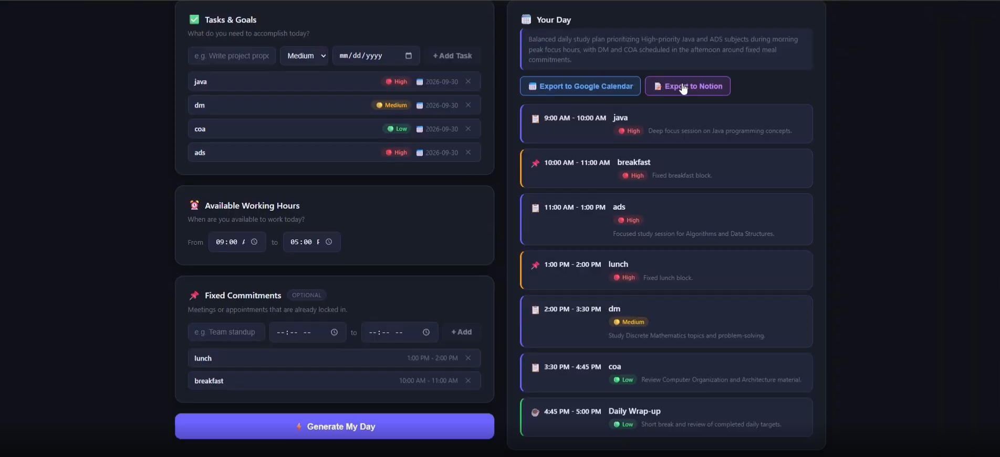 Tasks & Goals
What do you need to accomplish today?
e.g. Write project propc
Medium
mm/dd/yyyy
+ Add Task
java
High
2026-09-30
dm
Medium
2026-09-30
coa
Low
2026-09-30
ads
High
2026-09-30
Available Working Hours
When are you available to work today?
From
09:00
to
05:00
Fixed Commitments
OPTIONAL
Meetings or appointments that are already locked in.
e.g. Team standup
--:-- --
to
--:-- --
+ Add
lunch
1:00 PM - 2:00 PM
breakfast
10:00 AM - 11:00 AM
Generate My Day
Your Day
Balanced daily study plan prioritizing High-priority Java and ADS subjects during morning
peak focus hours, with DM and COA scheduled in the afternoon around fixed meal
commitments.
Export to Google Calendar
Export to Notion
9:00 AM - 10:00 AM
java
High
Deep focus session on Java programming concepts.
10:00 AM - 11:00 AM
breakfast
High
Fixed breakfast block.
11:00 AM - 1:00 PM
ads
High
Focused study session for Algorithms and Data Structures.
1:00 PM - 2:00 PM
lunch
High
Fixed lunch block.
2:00 PM - 3:30 PM
dm
Medium
Study Discrete Mathematics topics and problem-solving.
3:30 PM - 4:45 PM
coa
Low
Review Computer Organization and Architecture material.
4:45 PM - 5:00 PM
Daily Wrap-up
Low
Short break and review of completed daily targets.